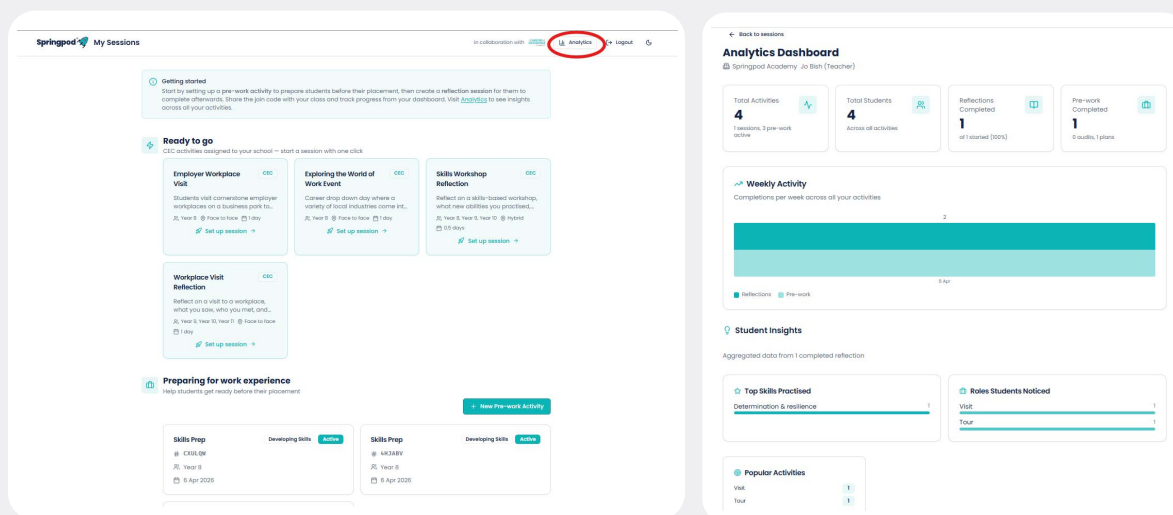 Springpod My Sessions
In collaboration with
Analytics
Logout
Getting started
Start by setting up a pre-work activity to prepare students before their placement, then create a reflection session for them to
complete afterwards. Share the join code with your class and track progress from your dashboard. Visit Analytics to see insights
across all your activities.
Ready to go
CEC activities assigned to your school — start a session with one click
Employer Workplace
Visit
CEC
Students visit cornerstone employer
workplaces on a business park to...
Year 8 Face to face 1 day
Set up session →
Exploring the World of
Work Event
CEC
Career drop down day where a
variety of local industries come int...
Year 8 Face to face 1 day
Set up session →
Skills Workshop
Reflection
CEC
Reflect on a skills-based workshop,
what new abilities you practised,...
Year 8, Year 9, Year 10 Hybrid
0.5 days
Set up session →
Workplace Visit
Reflection
CEC
Reflect on a visit to a workplace,
what you saw, who you met, and...
Year 9, Year 10, Year 11 Face to face
1 day
Set up session →
Preparing for work experience
Help students get ready before their placement
+ New Pre-work Activity
Skills Prep Developing Skills Active
# CXULQW
Year 8
6 Apr 2026
Skills Prep Developing Skills Active
# 4HJABV
Year 8
6 Apr 2026
← Back to sessions
Analytics Dashboard
Springpod Academy Jo Bish (Teacher)
Total Activities
4
1 sessions, 3 pre-work
active
Total Students
4
Across all activities
Reflections
Completed
1
of 1 started (100%)
Pre-work
Completed
1
0 audits, 1 plans
Weekly Activity
Completions per week across all your activities
2
6 Apr
Reflections Pre-work
Student Insights
Aggregated data from 1 completed reflection
Top Skills Practised
Determination & resilience 1
Roles Students Noticed
Visit 1
Tour 1
Popular Activities
Visit 1
Tour 1